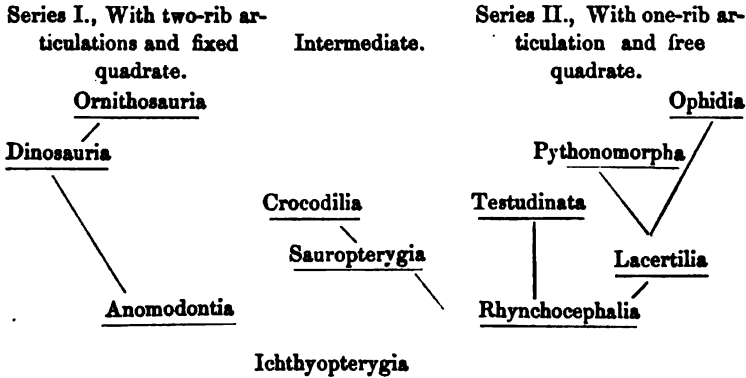 Series I., With two-rib ar-
ticulations and fixed
quadrate.
Intermediate.
Series II., With one-rib ar-
ticulation and free
quadrate.
Ornithosauria
Ophidia
Dinosauria
Pythonomorpha
Crocodilia
Testudinata
Sauropterygia
Lacertilia
Anomodontia
Rhynchocephalia
Ichthyopterygia